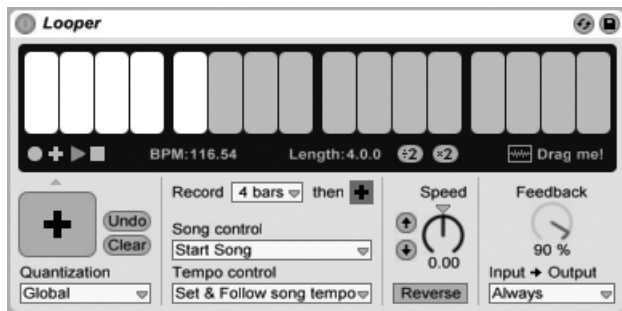 Looper
BPM:116.54 Length:4.0.0 ÷2 ×2 Drag me!
Record 4 bars then +
Undo
Clear
Quantization
Global
Song control
Start Song
Tempo control
Set & Follow song tempo
Speed
0.00
Reverse
Feedback
90 %
Input → Output
Always